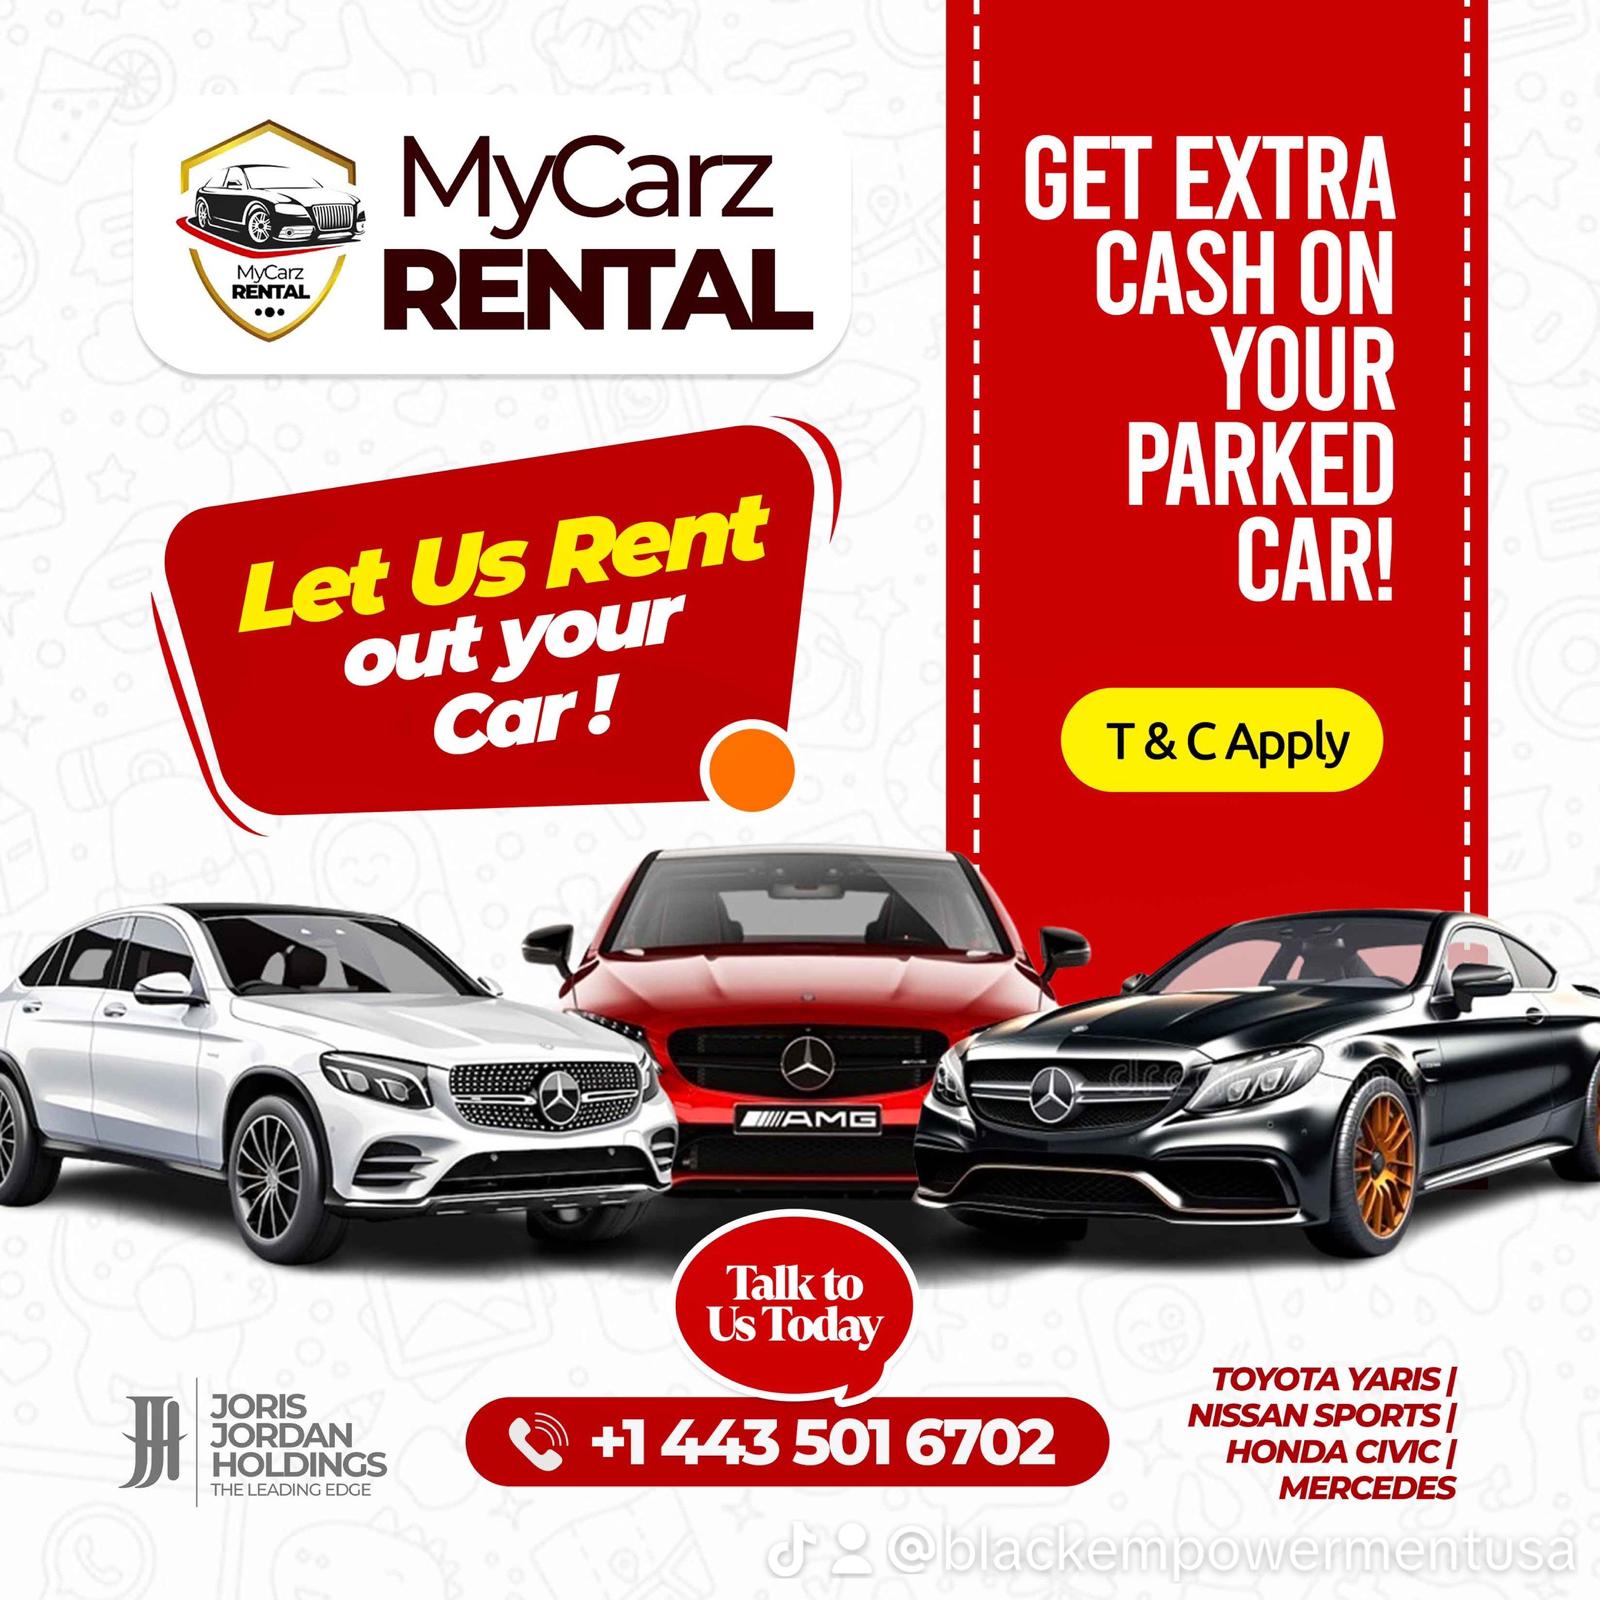 MyCarz
RENTAL
MyCarz
RENTAL
GET EXTRA
CASH ON
YOUR
PARKED
CAR!
Let Us Rent
out your
Car !
T & C Apply
AMG
Talk to
Us Today
+1 443 501 6702
JORIS
JORDAN
HOLDINGS
THE LEADING EDGE
TOYOTA YARIS |
NISSAN SPORTS |
HONDA CIVIC |
MERCEDES
@blackempowermentusa